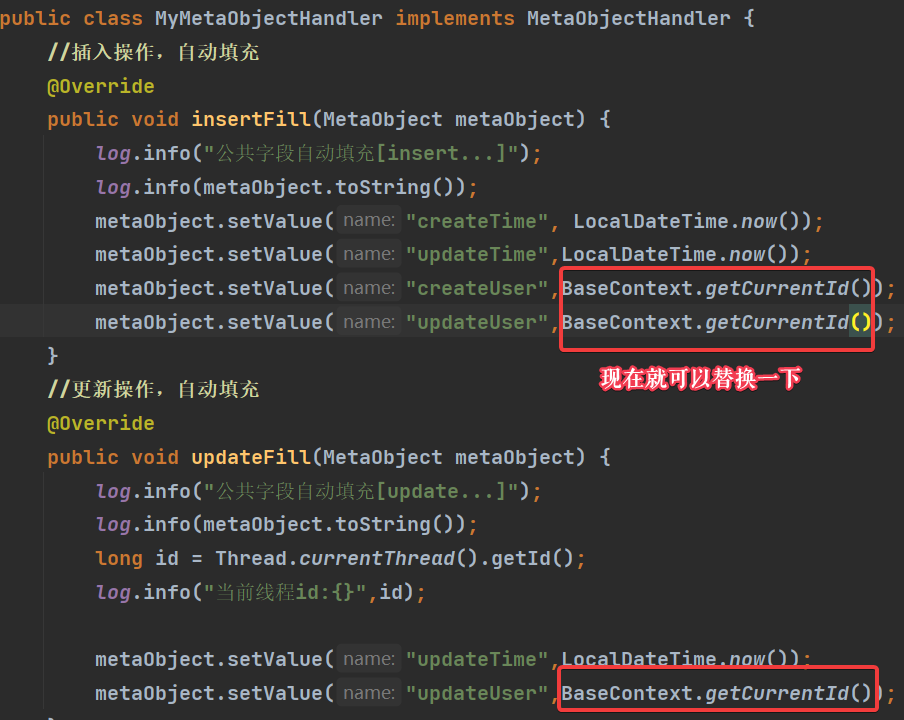 public class MyMetaObjectHandler implements MetaObjectHandler {
//插入操作，自动填充
@Override
public void insertFill(MetaObject metaObject) {
log.info("公共字段自动填充[insert...]");
log.info(metaObject.toString());
metaObject.setValue( name: "createTime", LocalDateTime.now());
metaObject.setValue( name: "updateTime",LocalDateTime.now());
metaObject.setValue( name: "createUser",BaseContext.getCurrentId());
metaObject.setValue( name: "updateUser",BaseContext.getCurrentId());
}
现在就可以替换一下
//更新操作，自动填充
@Override
public void updateFill(MetaObject metaObject) {
log.info("公共字段自动填充[update...]");
log.info(metaObject.toString());
long id = Thread.currentThread().getId();
log.info("当前线程id:{}",id);
metaObject.setValue( name: "updateTime",LocalDateTime.now());
metaObject.setValue( name: "updateUser",BaseContext.getCurrentId());